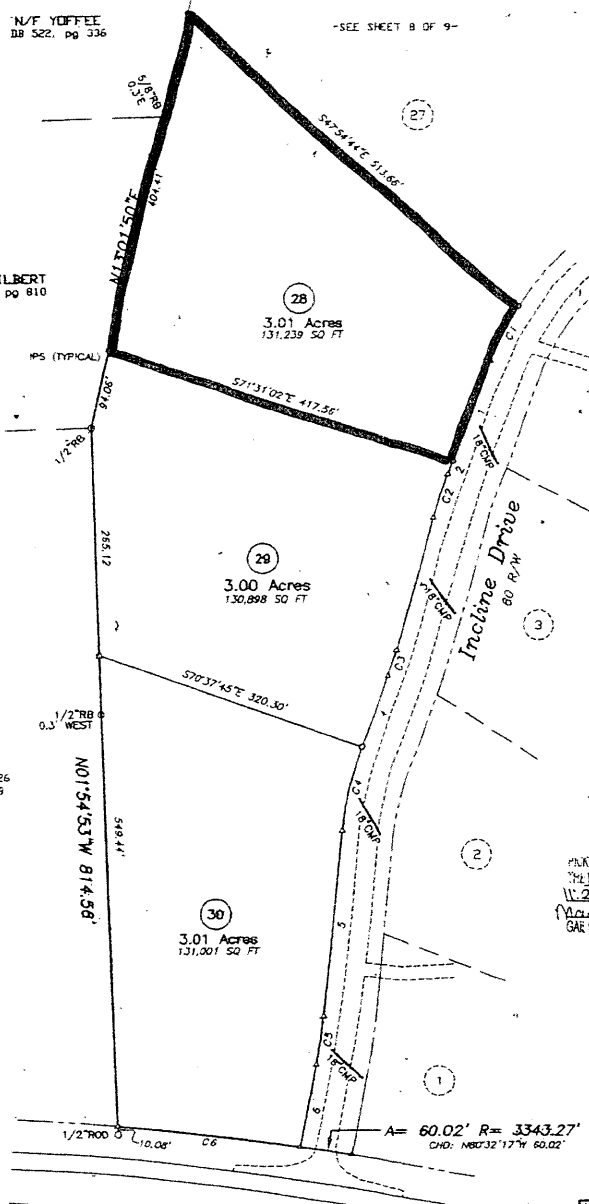 N/F YOFFEE
DB 522, pg 336
-SEE SHEET 8 OF 9-
5/8"RB
0.3'E
27
S47°54'44"E 513.66'
404.41'
N13°01'50"E
ILBERT
pg 810
28
3.01 Acres
131,239 SQ FT
C1
IPS (TYPICAL)
S71°31'02"E 417.56'
94.06'
1/2"RB
1
18"CMP
2
C2
Incline Drive
60 R/W
265.12
29
3.00 Acres
130,898 SQ FT
18"CMP
3
C3
S70°37'45"E 320.30'
1/2"RB
0.3' WEST
4
C4
18"CMP
26
9
N01°54'53"W 814.56'
549.44'
2
30
3.01 Acres
131,001 SQ FT
5
C5
18"CMP
1
6
1/2"ROD
10.08'
C6
A= 60.02' R= 3343.27'
CHD: N80°32'17"W 60.02'